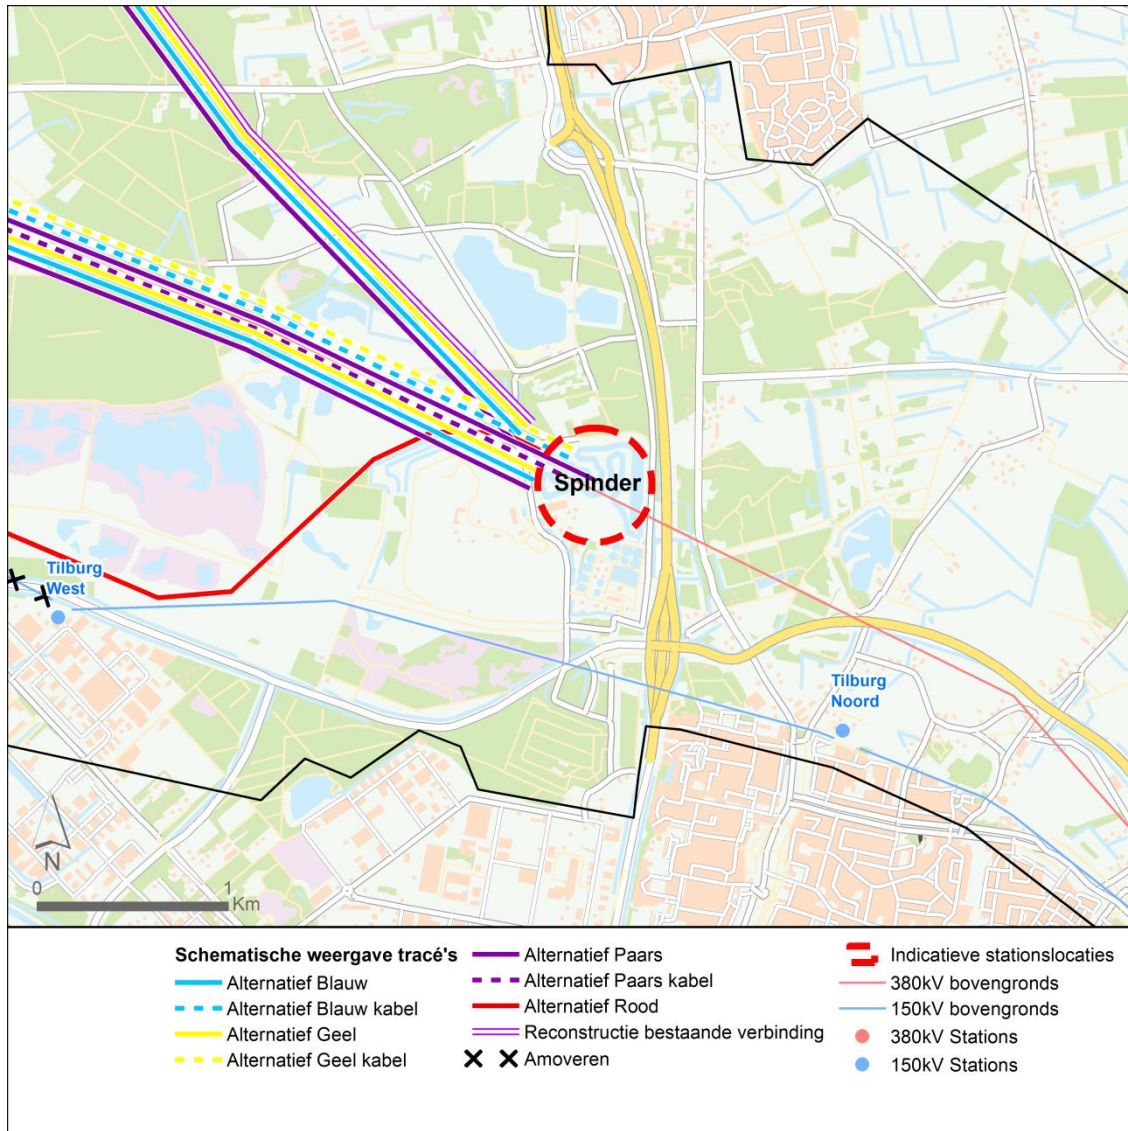 Spinder
Tilburg
West
Tilburg
Noord
N
0 1
Km
Schematische weergave tracé's
Alternatief Blauw
Alternatief Blauw kabel
Alternatief Geel
Alternatief Geel kabel
Alternatief Paars
Alternatief Paars kabel
Alternatief Rood
Reconstructie bestaande verbinding
Amoveren
Indicatieve stationslocaties
380kV bovengronds
150kV bovengronds
380kV Stations
150kV Stations